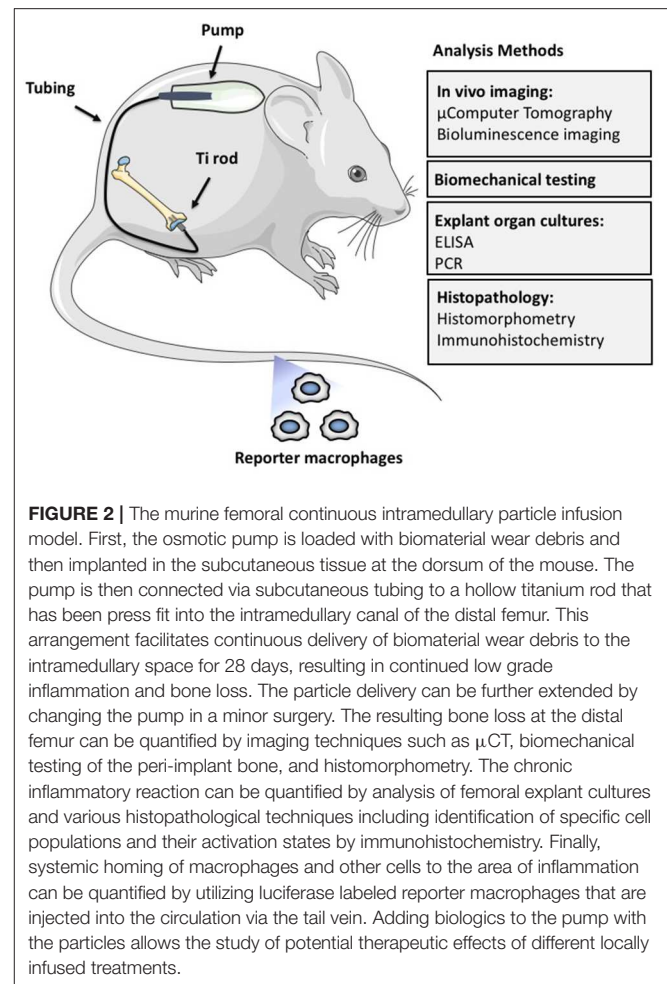 Pump
Tubing
Ti rod
Reporter macrophages
Analysis Methods
In vivo imaging:
µComputer Tomography
Bioluminescence imaging
Biomechanical testing
Explant organ cultures:
ELISA
PCR
Histopathology:
Histomorphometry
Immunohistochemistry
FIGURE 2 | The murine femoral continuous intramedullary particle infusion
model. First, the osmotic pump is loaded with biomaterial wear debris and
then implanted in the subcutaneous tissue at the dorsum of the mouse. The
pump is then connected via subcutaneous tubing to a hollow titanium rod that
has been press fit into the intramedullary canal of the distal femur. This
arrangement facilitates continuous delivery of biomaterial wear debris to the
intramedullary space for 28 days, resulting in continued low grade
inflammation and bone loss. The particle delivery can be further extended by
changing the pump in a minor surgery. The resulting bone loss at the distal
femur can be quantified by imaging techniques such as µCT, biomechanical
testing of the peri-implant bone, and histomorphometry. The chronic
inflammatory reaction can be quantified by analysis of femoral explant cultures
and various histopathological techniques including identification of specific cell
populations and their activation states by immunohistochemistry. Finally,
systemic homing of macrophages and other cells to the area of inflammation
can be quantified by utilizing luciferase labeled reporter macrophages that are
injected into the circulation via the tail vein. Adding biologics to the pump with
the particles allows the study of potential therapeutic effects of different locally
infused treatments.